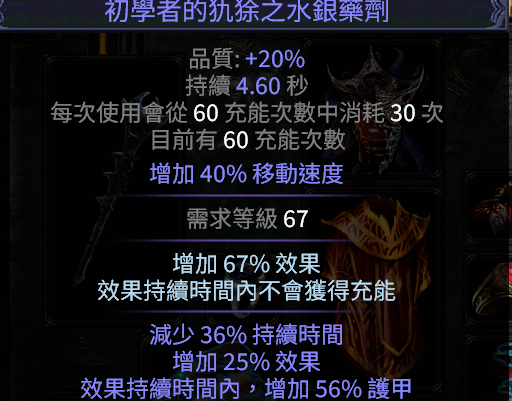 初學者的犰狳之水銀藥劑
品質: +20%
持續 4.60 秒
每次使用會從 60 充能次數中消耗 30 次
目前有 60 充能次數
增加 40% 移動速度
需求等級 67
增加 67% 效果
效果持續時間內不會獲得充能
減少 36% 持續時間
增加 25% 效果
效果持續時間內，增加 56% 護甲